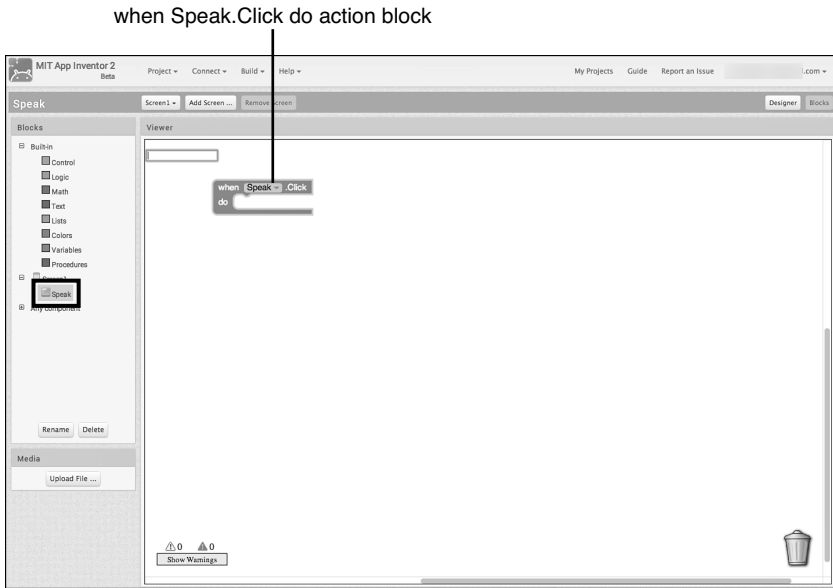 when Speak.Click do action block
MIT App Inventor 2
Beta
Project Connect Build Help
My Projects Guide Report an Issue .com
Speak
Screen1 Add Screen ... Remove Screen
Designer Blocks
Blocks
Viewer
Built-in
Control
Logic
Math
Text
Lists
Colors
Variables
Procedures
Screen1
Speak
Any component
when Speak .Click
do
Rename Delete
Media
Upload File ...
0 0
Show Warnings